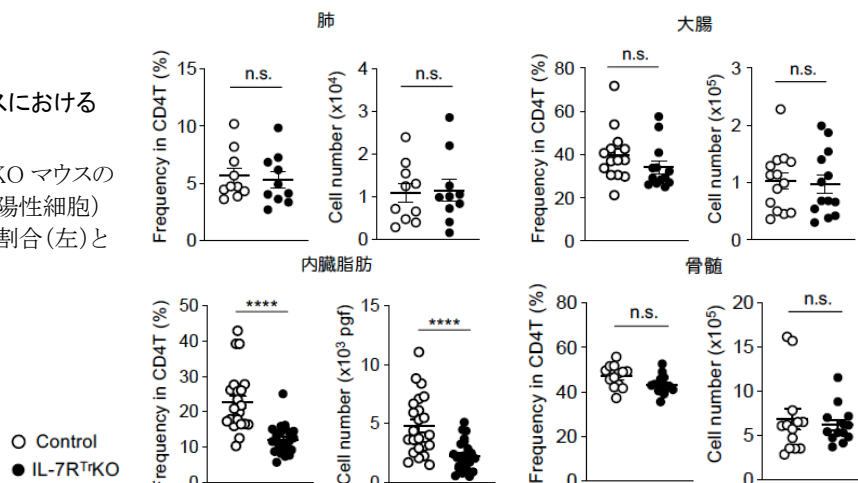 肺
大腸
スにおける
KO マウスの
陽性細胞)
割合(左)と
Frequency in CD4T (%)
15
10
5
0
n.s.
Cell number (x10⁴)
4
3
2
1
0
n.s.
Frequency in CD4T (%)
80
60
40
20
0
n.s.
Cell number (x10⁵)
3
2
1
0
n.s.
内臓脂肪
骨髄
Frequency in CD4T (%)
50
40
30
20
10
0
****
Cell number (x10³ pgf)
15
10
5
0
****
Frequency in CD4T (%)
80
60
40
20
0
n.s.
Cell number (x10⁵)
20
15
10
5
0
n.s.
Control
IL-7RᵀʳKO